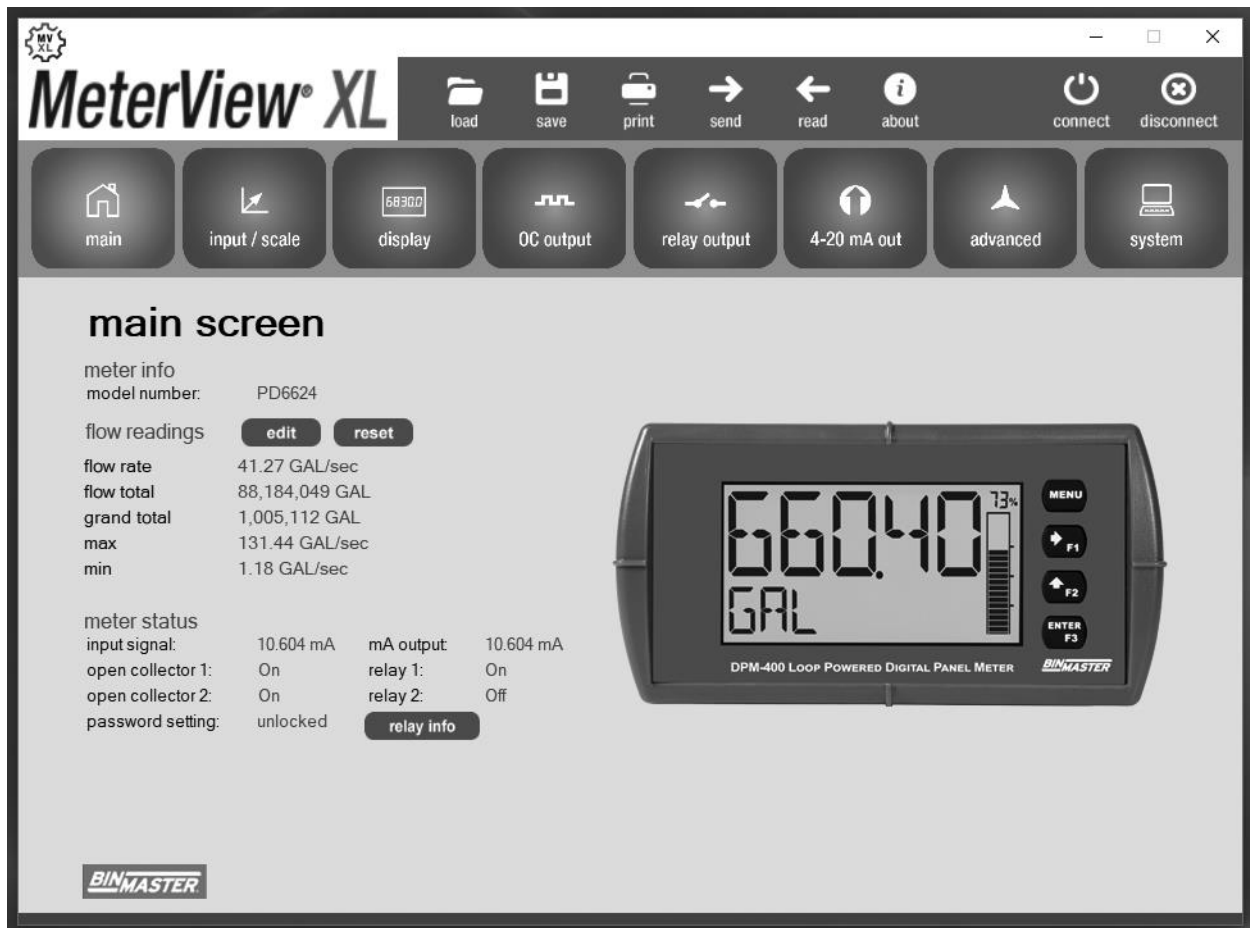 MV
XL
MeterView® XL
load save print send read about connect disconnect
68300
main input / scale display OC output relay output 4-20 mA out advanced system
main screen
meter info
model number: PD6624
flow readings edit reset
flow rate 41.27 GAL/sec
flow total 88,184,049 GAL
grand total 1,005,112 GAL
max 131.44 GAL/sec
min 1.18 GAL/sec
meter status
input signal: 10.604 mA mA output: 10.604 mA
open collector 1: On relay 1: On
open collector 2: On relay 2: Off
password setting: unlocked relay info
660.40 73%
GAL
MENU
F1
F2
ENTER
F3
DPM-400 LOOP POWERED DIGITAL PANEL METER BINMASTER
BINMASTER